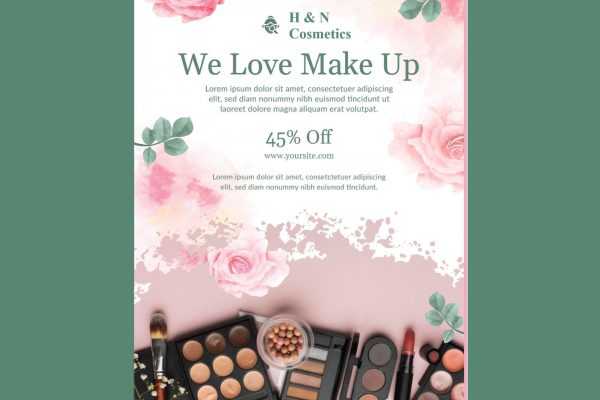 H & N
Cosmetics
We Love Make Up
Lorem ipsum dolor sit amet, consectetuer adipiscing
elit, sed diam nonummy nibh euismod tincidunt ut
laoreet dolore magna aliquam erat volutpat.
45% Off
www.yoursite.com
Lorem ipsum dolor sit amet, consetctetuer adipiscing
elit, sed diam nonummy nibh euismod tincidunt.